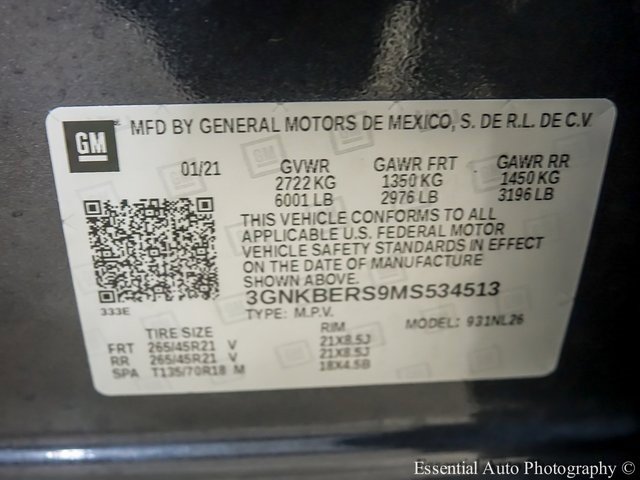 GM MFD BY GENERAL MOTORS DE MEXICO, S. DE R.L. DE C.V.
01/21 GVWR GAWR FRT GAWR RR
2722 KG 1350 KG 1450 KG
6001 LB 2976 LB 3196 LB
THIS VEHICLE CONFORMS TO ALL
APPLICABLE U.S. FEDERAL MOTOR
VEHICLE SAFETY STANDARDS IN EFFECT
ON THE DATE OF MANUFACTURE
SHOWN ABOVE.
333E 3GNKBERS9MS534513
TYPE: M.P.V. MODEL: 931NL26
TIRE SIZE RIM
FRT 265/45R21 V 21X8.5J
RR 265/45R21 V 21X8.5J
SPA T135/70R18 M 18X4.5B
Essential Auto Photography ©